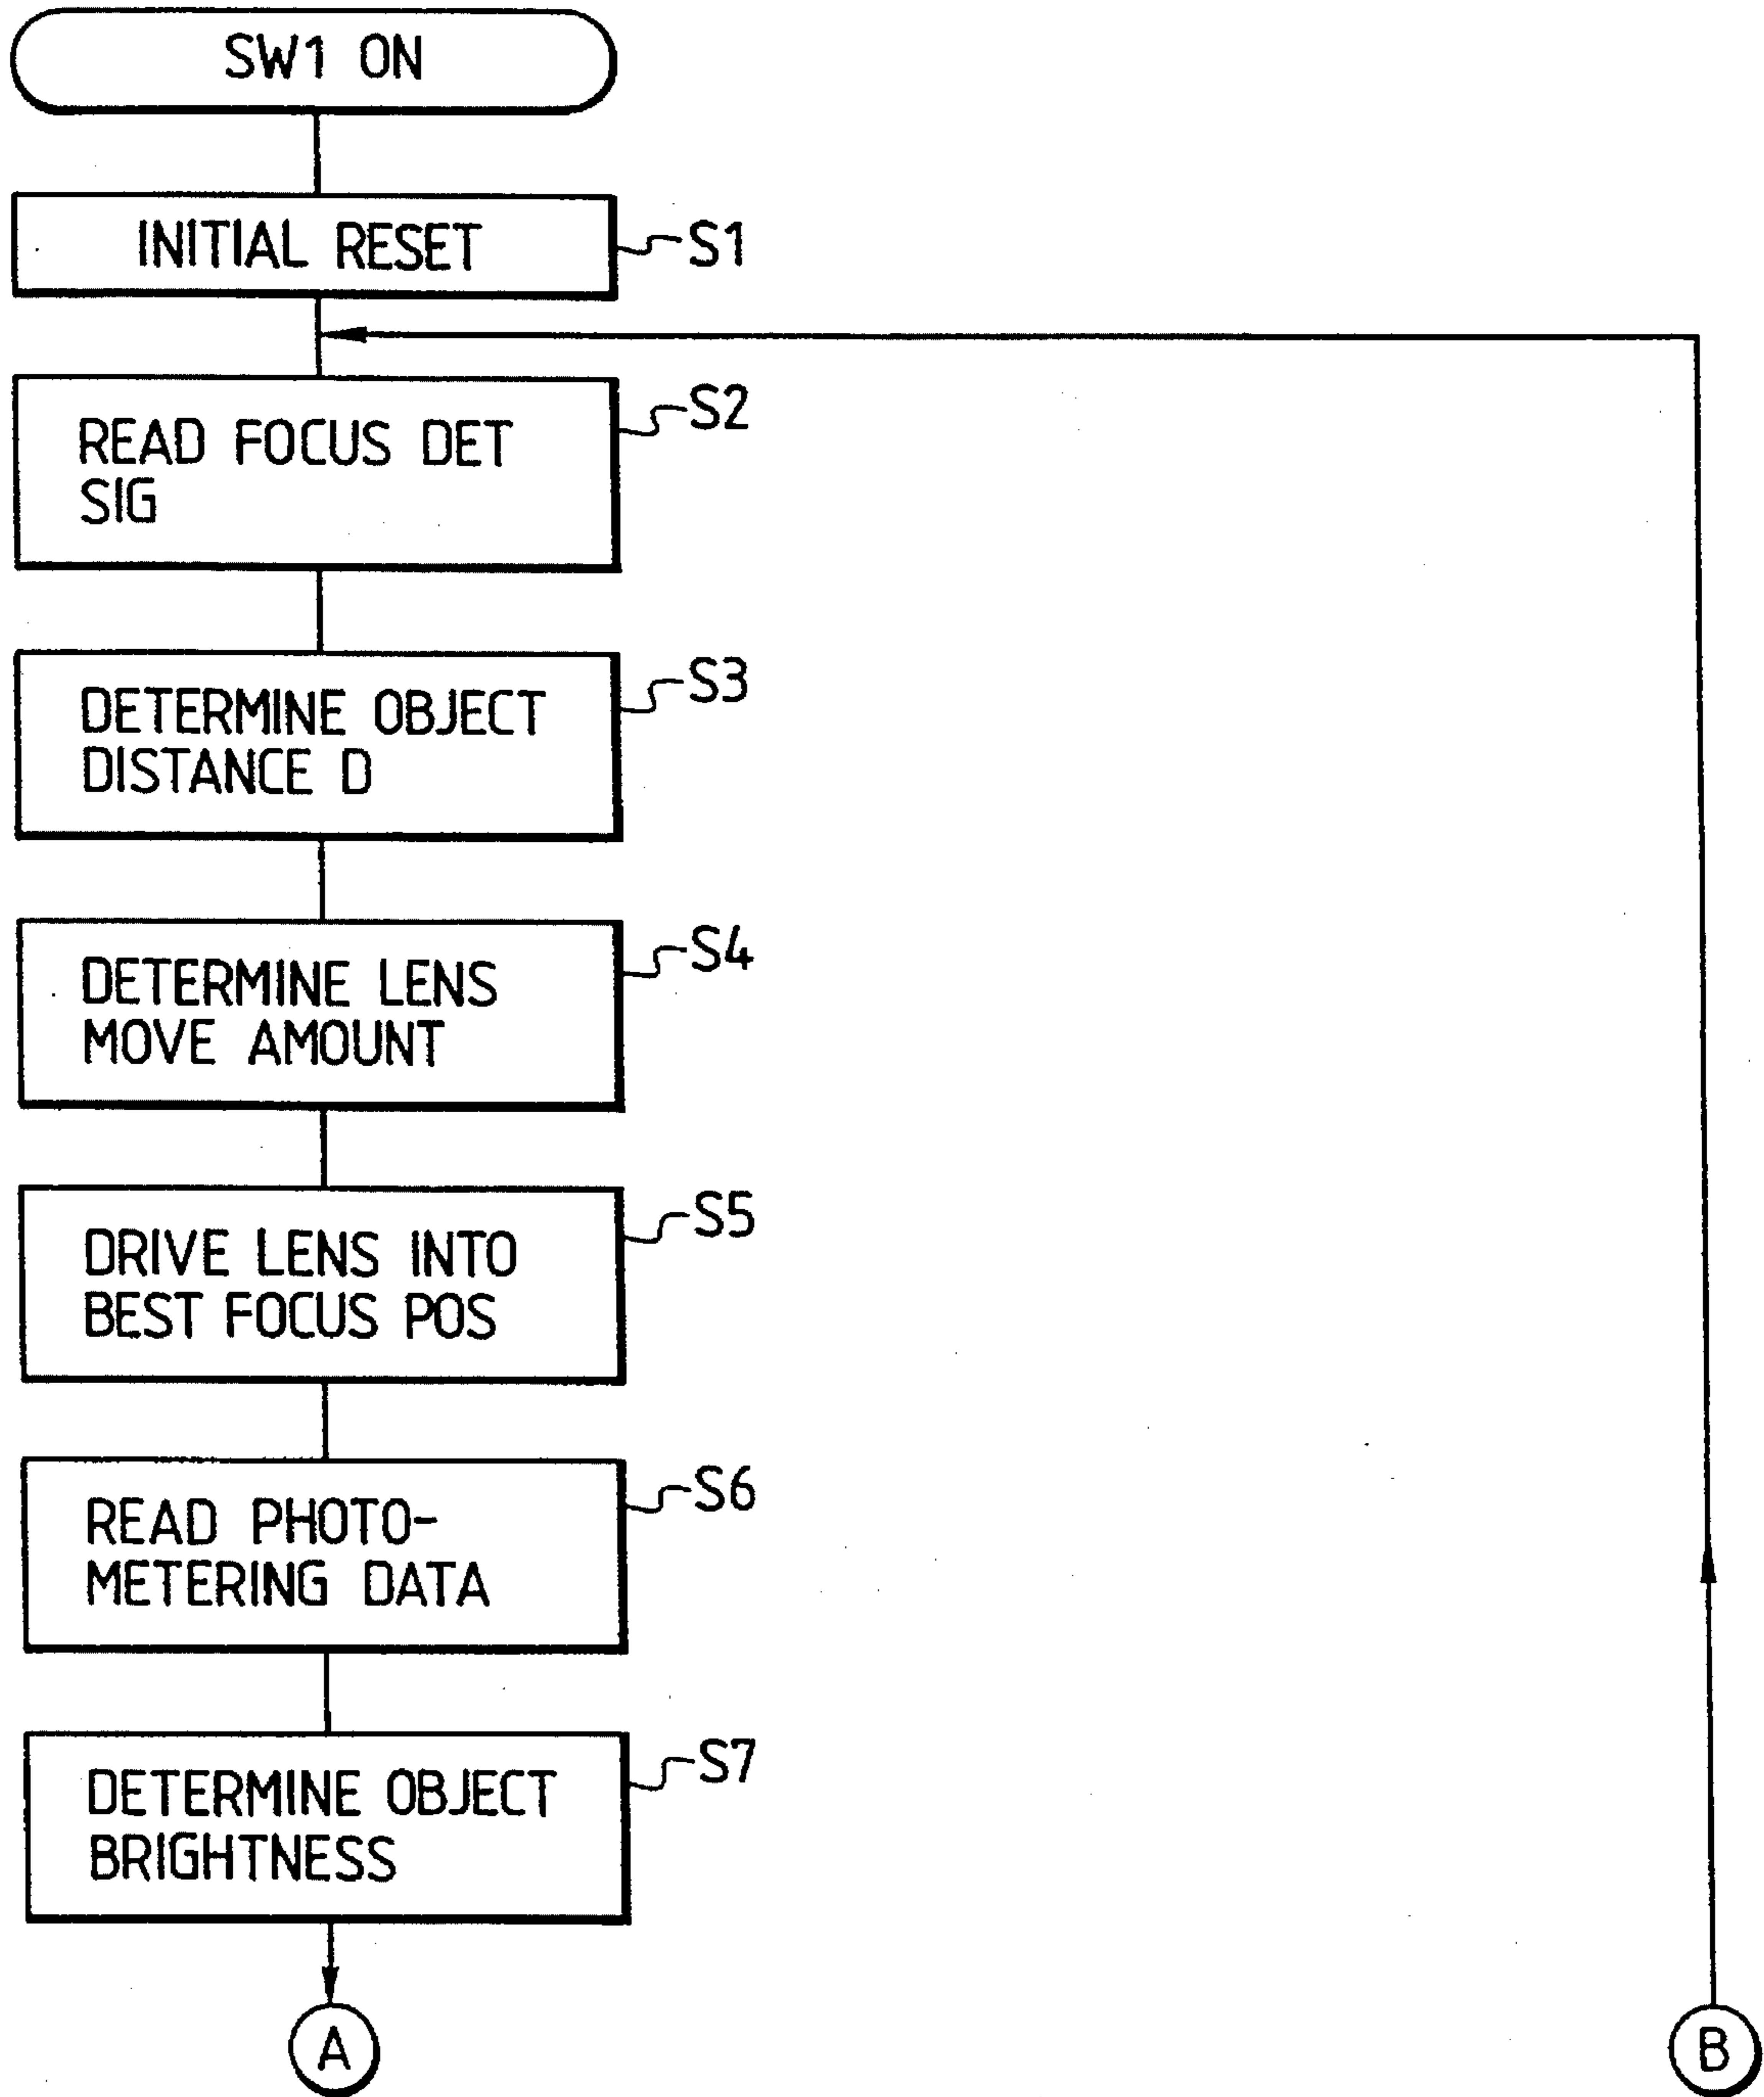 SW1 ON
INITIAL RESET
S1
READ FOCUS DET
SIG
S2
DETERMINE OBJECT
DISTANCE D
S3
DETERMINE LENS
MOVE AMOUNT
S4
DRIVE LENS INTO
BEST FOCUS POS
S5
READ PHOTO-
METERING DATA
S6
DETERMINE OBJECT
BRIGHTNESS
S7
A
B